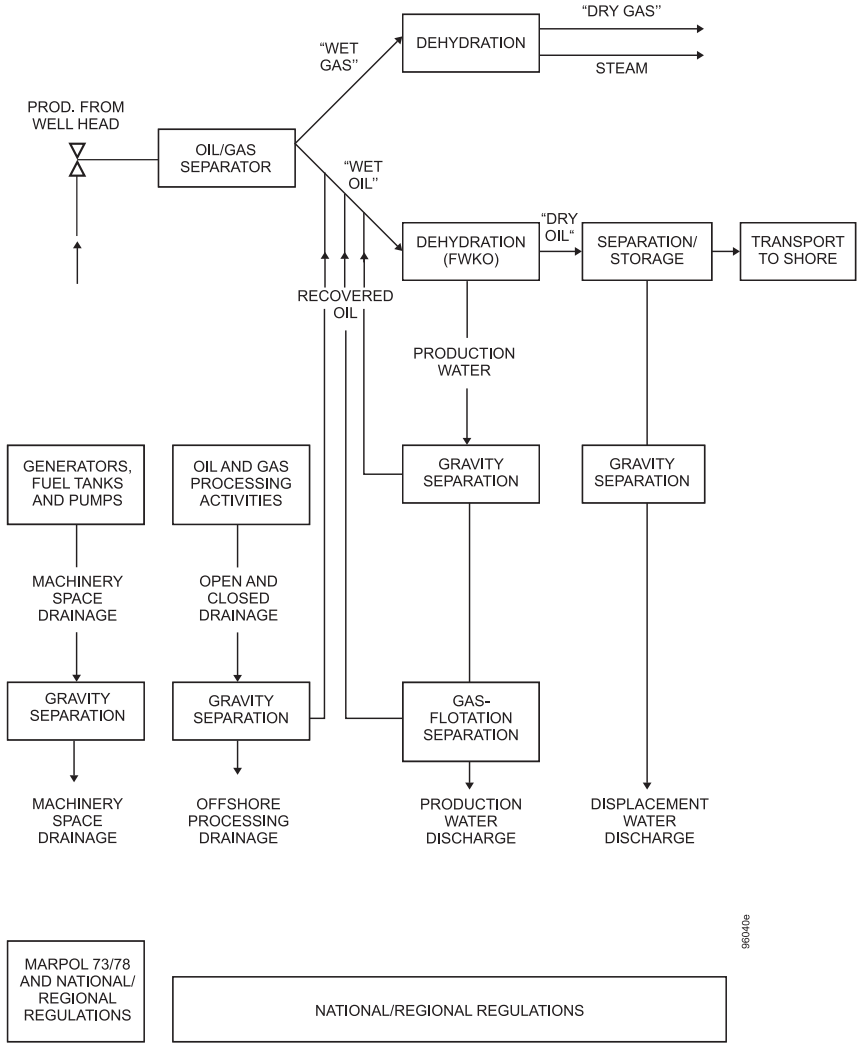 "DRY GAS"
DEHYDRATION
"WET
GAS"
STEAM
PROD. FROM
WELL HEAD
OIL/GAS
SEPARATOR
"WET
OIL"
"DRY
OIL"
DEHYDRATION
(FWKO)
SEPARATION/
STORAGE
TRANSPORT
TO SHORE
RECOVERED
OIL
PRODUCTION
WATER
GENERATORS,
FUEL TANKS
AND PUMPS
OIL AND GAS
PROCESSING
ACTIVITIES
GRAVITY
SEPARATION
GRAVITY
SEPARATION
MACHINERY
SPACE
DRAINAGE
OPEN AND
CLOSED
DRAINAGE
GRAVITY
SEPARATION
GRAVITY
SEPARATION
GAS-
FLOTATION
SEPARATION
MACHINERY
SPACE
DRAINAGE
OFFSHORE
PROCESSING
DRAINAGE
PRODUCTION
WATER
DISCHARGE
DISPLACEMENT
WATER
DISCHARGE
96040e
MARPOL 73/78
AND NATIONAL/
REGIONAL
REGULATIONS
NATIONAL/REGIONAL REGULATIONS